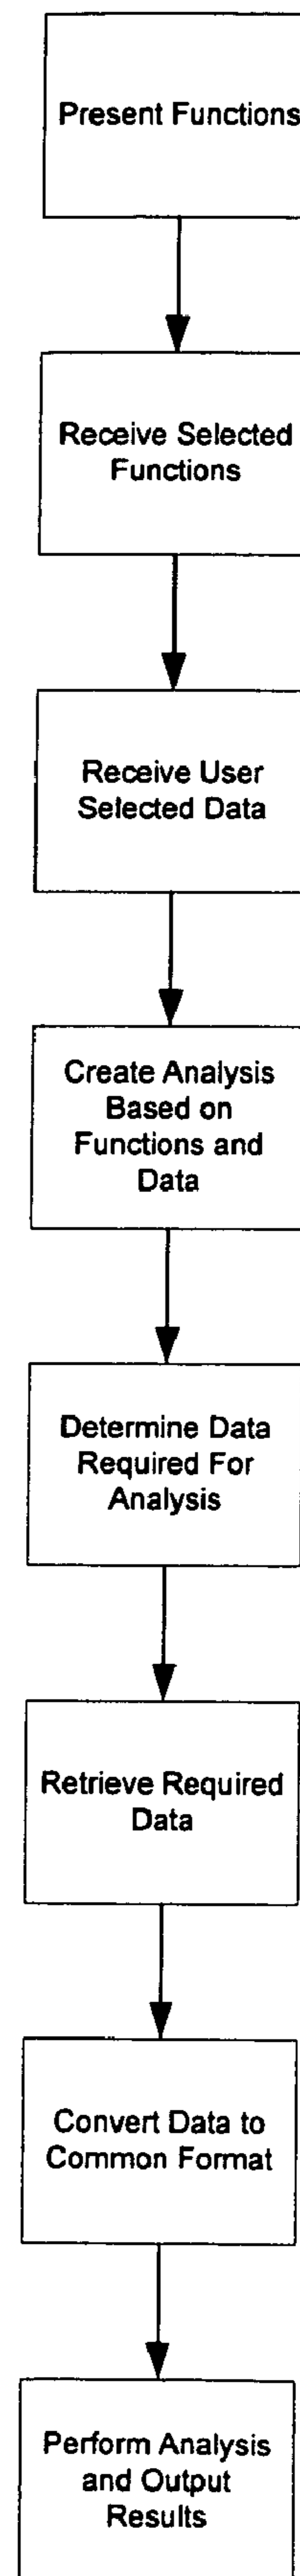 Present Functions
Receive Selected
Functions
Receive User
Selected Data
Create Analysis
Based on
Functions and
Data
Determine Data
Required For
Analysis
Retrieve Required
Data
Convert Data to
Common Format
Perform Analysis
and Output
Results